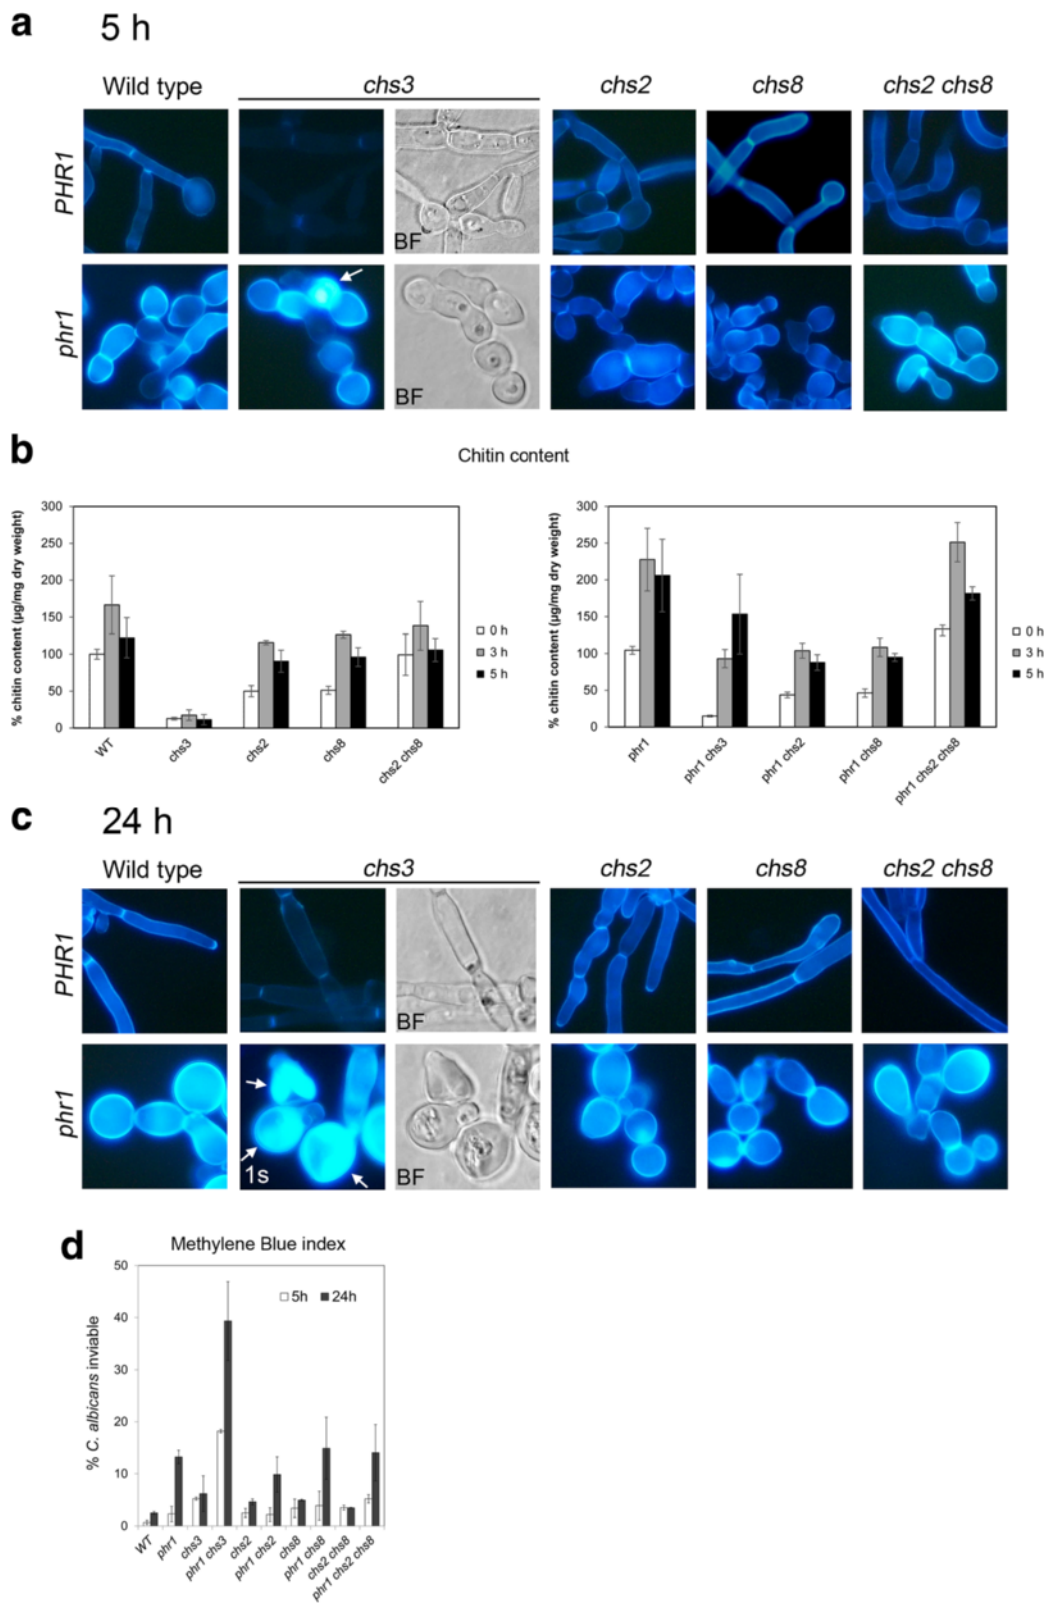 a 5 h
Wild type chs3 chs2 chs8 chs2 chs8
PHR1
BF
phr1
BF
b
Chitin content
% chitin content (µg/mg dry weight)
300
250
200
150
100
50
0
WT chs3 chs2 chs8 chs2 chs8
0 h
3 h
5 h
% chitin content (µg/mg dry weight)
300
250
200
150
100
50
0
phr1 phr1 chs3 phr1 chs2 phr1 chs8 phr1 chs2 chs8
0 h
3 h
5 h
c 24 h
Wild type chs3 chs2 chs8 chs2 chs8
PHR1
BF
phr1
1s
BF
d
Methylene Blue index
% C. albicans inviable
50
40
30
20
10
0
5h 24h
WT phr1 chs3 phr1 chs3 chs2 phr1 chs2 chs8 phr1 chs8 chs2 chs8 phr1 chs2 chs8